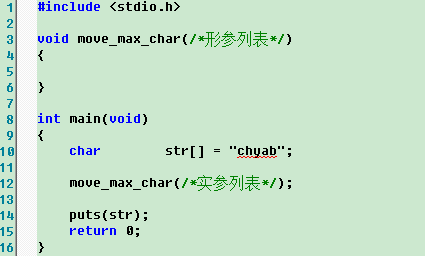 1 #include <stdio.h>
2
3 void move_max_char(/*形参列表*/)
4 {
5
6 }
7
8 int main(void)
9 {
10     char        str[] = "chyab";
11
12     move_max_char(/*实参列表*/);
13
14     puts(str);
15     return 0;
16 }